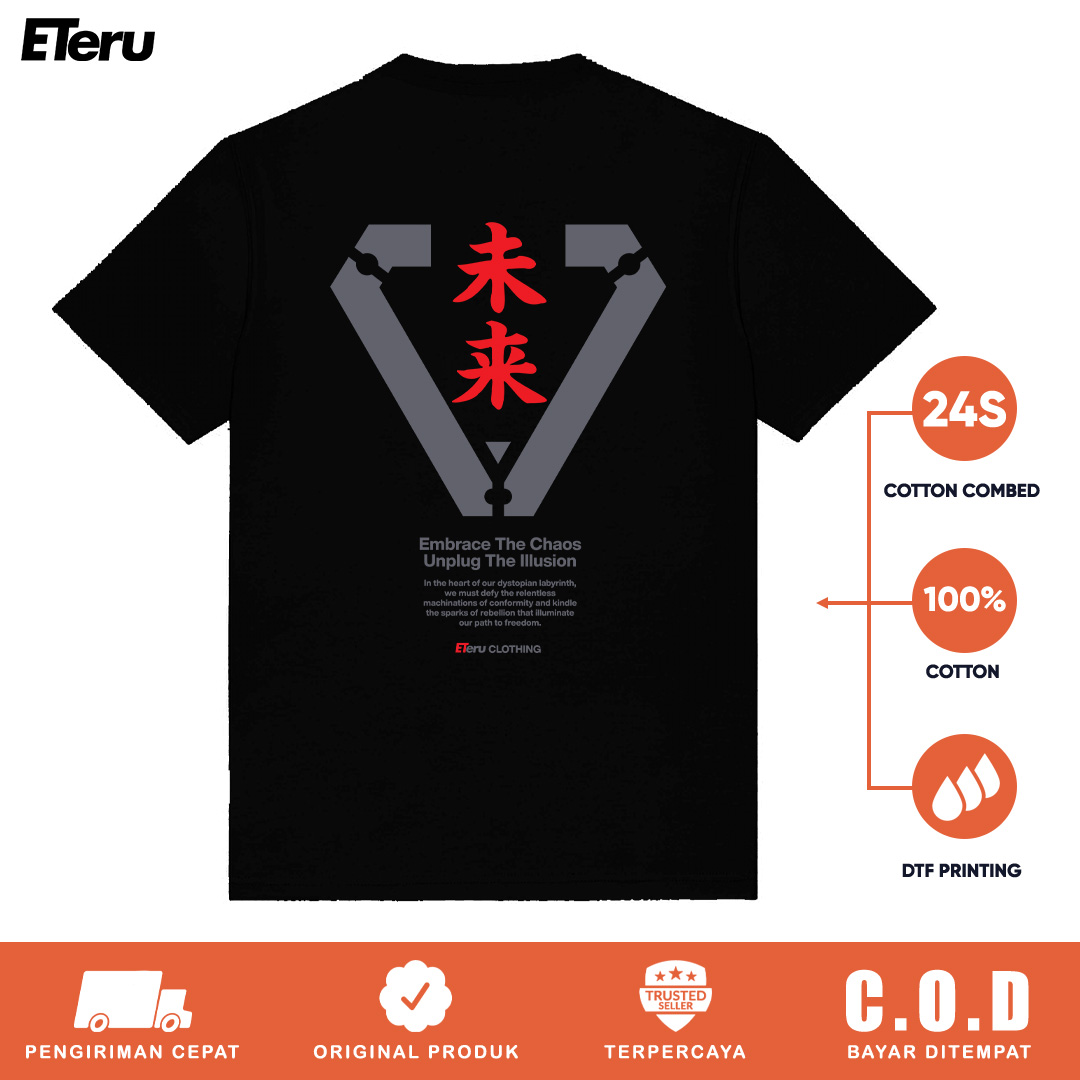 ETeru
未
来
Embrace The Chaos
Unplug The Illusion
In the heart of our dystopian labyrinth,
we must defy the relentless
machinations of conformity and kindle
the sparks of rebellion that illuminate
our path to freedom.
ETeru CLOTHING
24S
COTTON COMBED
100%
COTTON
DTF PRINTING
PENGIRIMAN CEPAT
ORIGINAL PRODUK
TRUSTED
SELLER
TERPERCAYA
C.O.D
BAYAR DITEMPAT